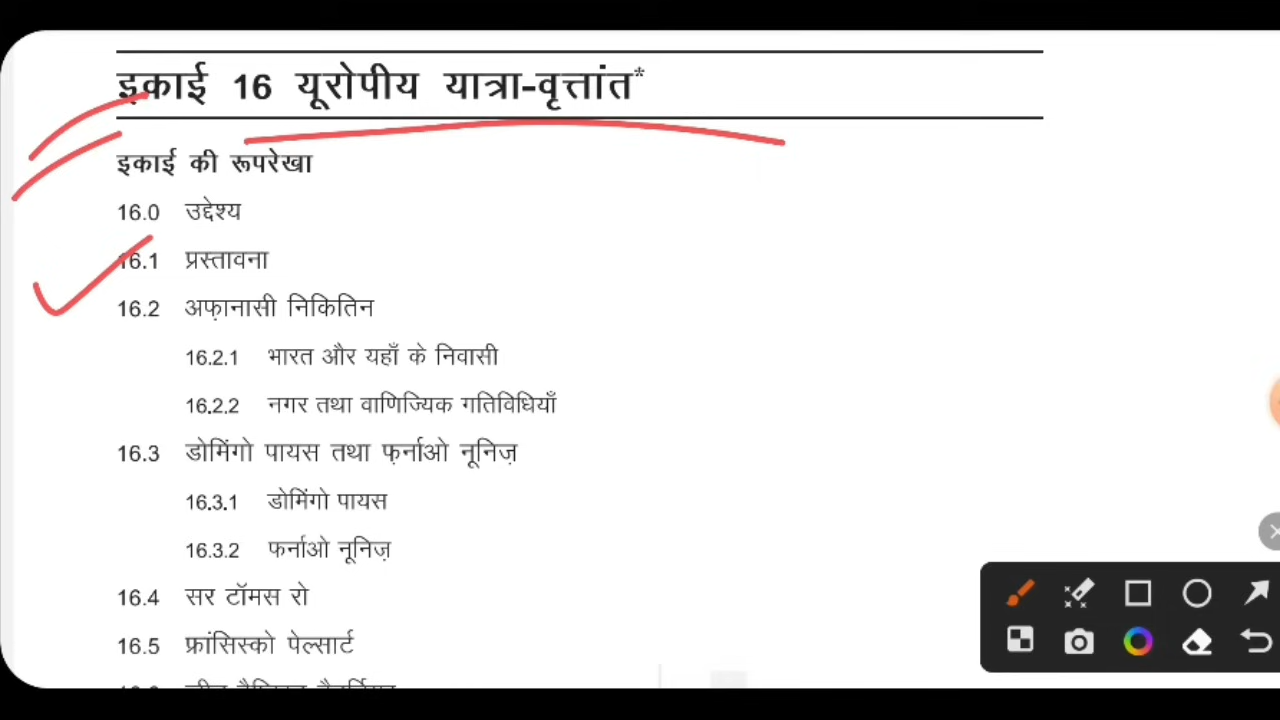 इकाई 16 यूरोपीय यात्रा-वृत्तांत*
इकाई की रूपरेखा
16.0 उद्देश्य
16.1 प्रस्तावना
16.2 अफ़ानासी निकितिन
16.2.1 भारत और यहाँ के निवासी
16.2.2 नगर तथा वाणिज्यिक गतिविधियाँ
16.3 डोमिंगो पायस तथा फ़र्नाओ नूनिज़
16.3.1 डोमिंगो पायस
16.3.2 फर्नाओ नूनिज़
16.4 सर टॉमस रो
16.5 फ्रांसिस्को पेल्सार्ट